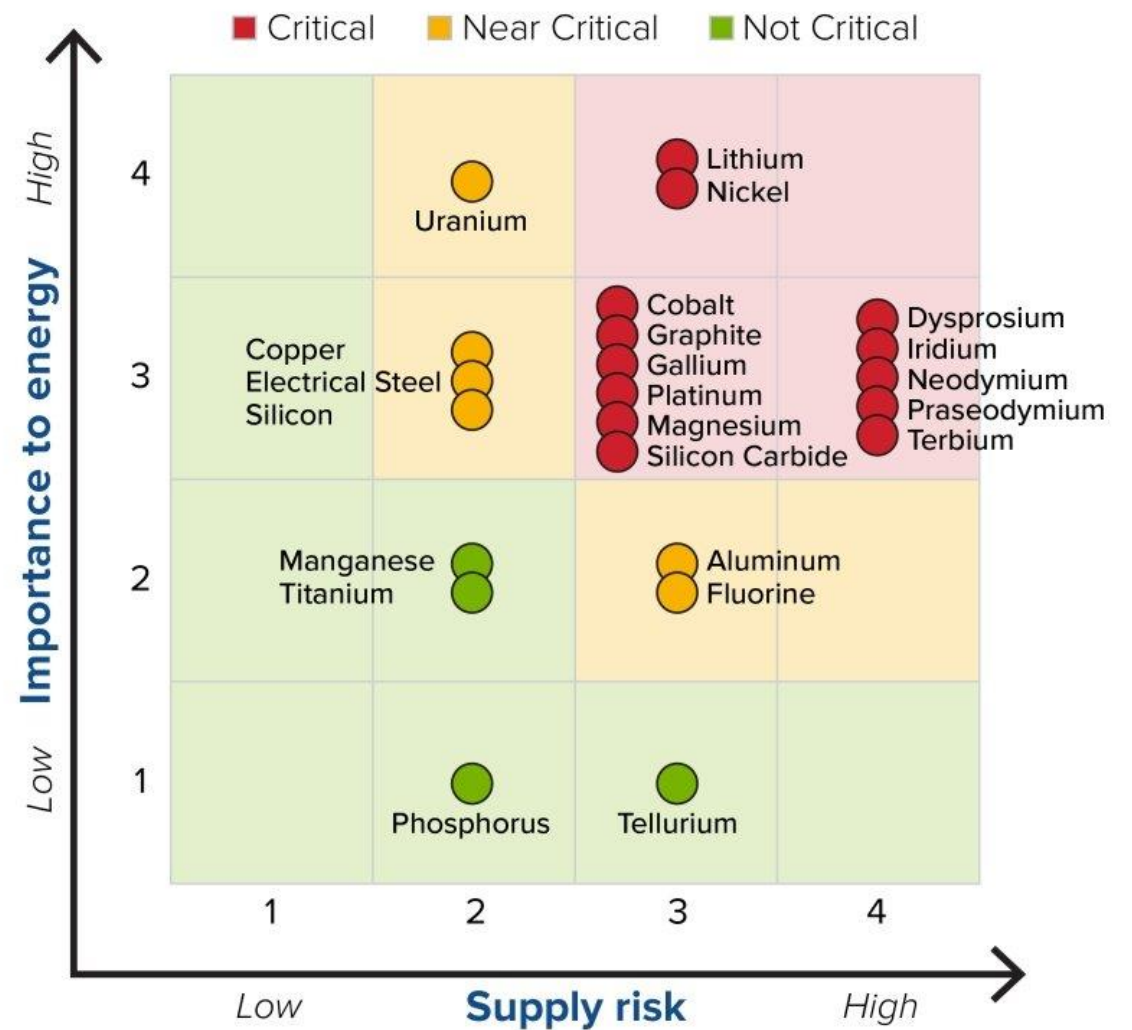 Critical Near Critical Not Critical
High
Importance to energy
Low
4
3
2
1
Uranium
Lithium
Nickel
Copper
Electrical Steel
Silicon
Cobalt
Graphite
Gallium
Platinum
Magnesium
Silicon Carbide
Dysprosium
Iridium
Neodymium
Praseodymium
Terbium
Manganese
Titanium
Aluminum
Fluorine
Phosphorus
Tellurium
1 2 3 4
Low Supply risk High